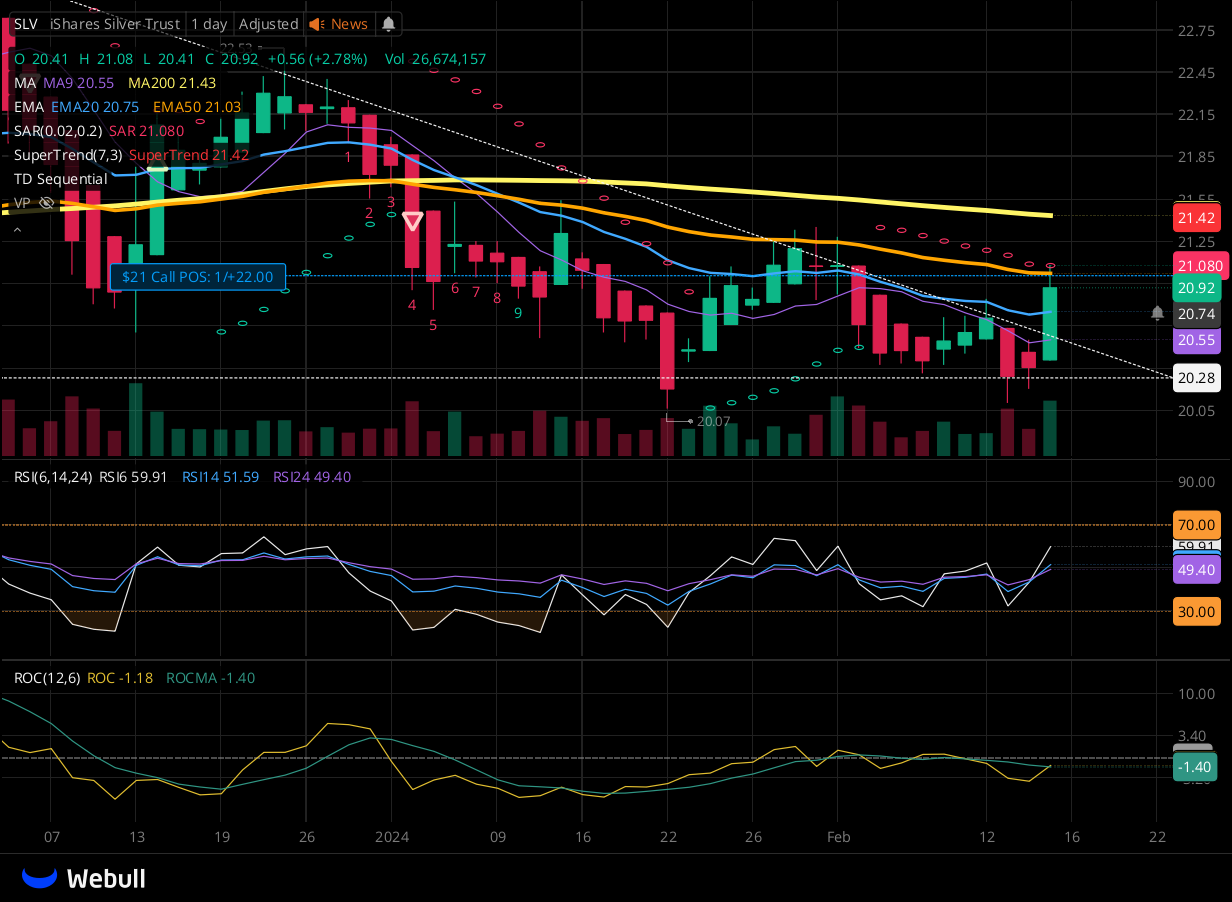 SLV iShares Silver Trust 1 day Adjusted News
22.75
O 20.41 H 21.08 L 20.41 C 20.92 +0.56 (+2.78%) Vol 26,674,157
22.45
MA MA9 20.55 MA200 21.43
EMA EMA20 20.75 EMA50 21.03
22.15
SAR(0.02,0.2) SAR 21.080
SuperTrend(7,3) SuperTrend 21.42
21.85
1
TD Sequential
VP
2
3
21.42
21.25
$21 Call POS: 1/+22.00
21.080
20.92
6
7
8
4
9
5
20.74
20.55
20.28
20.05
20.07
RSI(6,14,24) RSI6 59.91 RSI14 51.59 RSI24 49.40
90.00
70.00
59.91
49.40
30.00
ROC(12,6) ROC -1.18 ROCMA -1.40
10.00
3.40
-1.40
07 13 19 26 2024 09 16 22 26 Feb 12 16 22
Webull